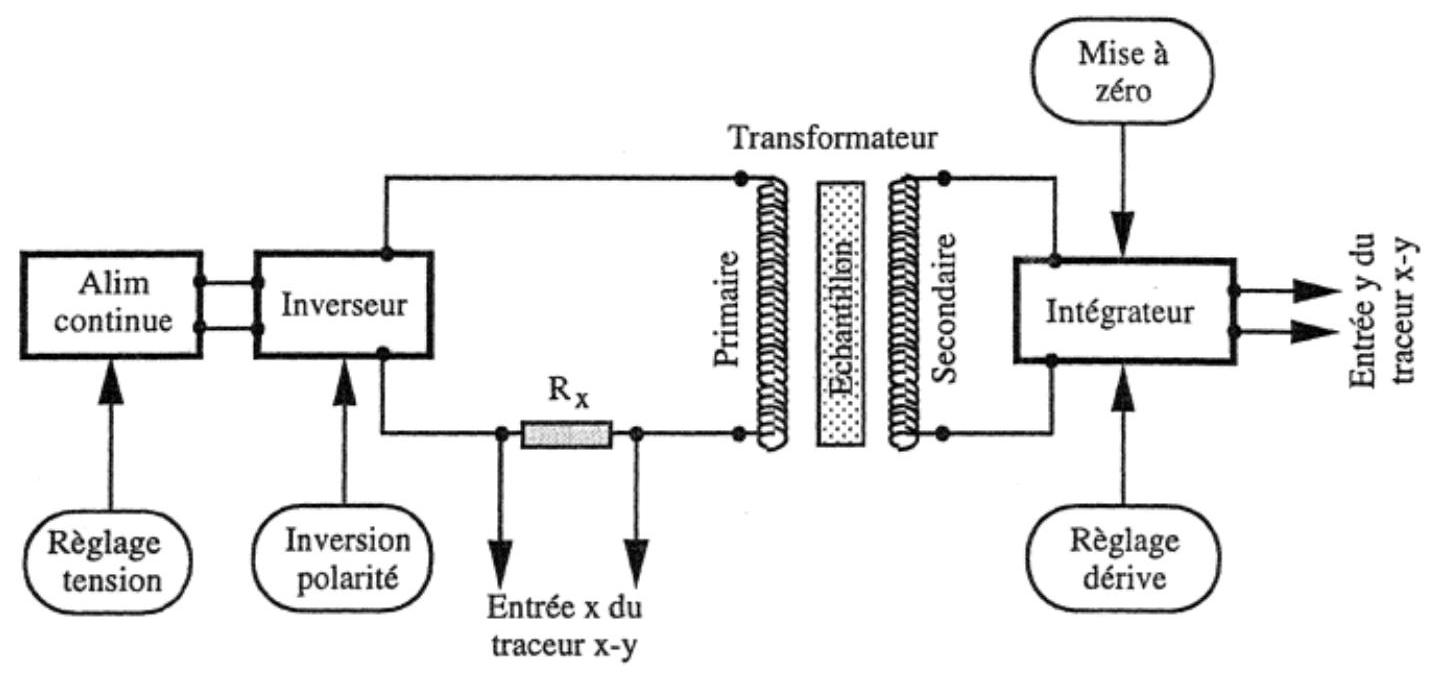 Mise à
zéro
Transformateur
Alim
continue
Inverseur
Primaire
Echantillon
Secondaire
Intégrateur
Entrée y du
traceur x-y
Rx
Règlage
tension
Inversion
polarité
Entrée x du
traceur x-y
Règlage
dérive